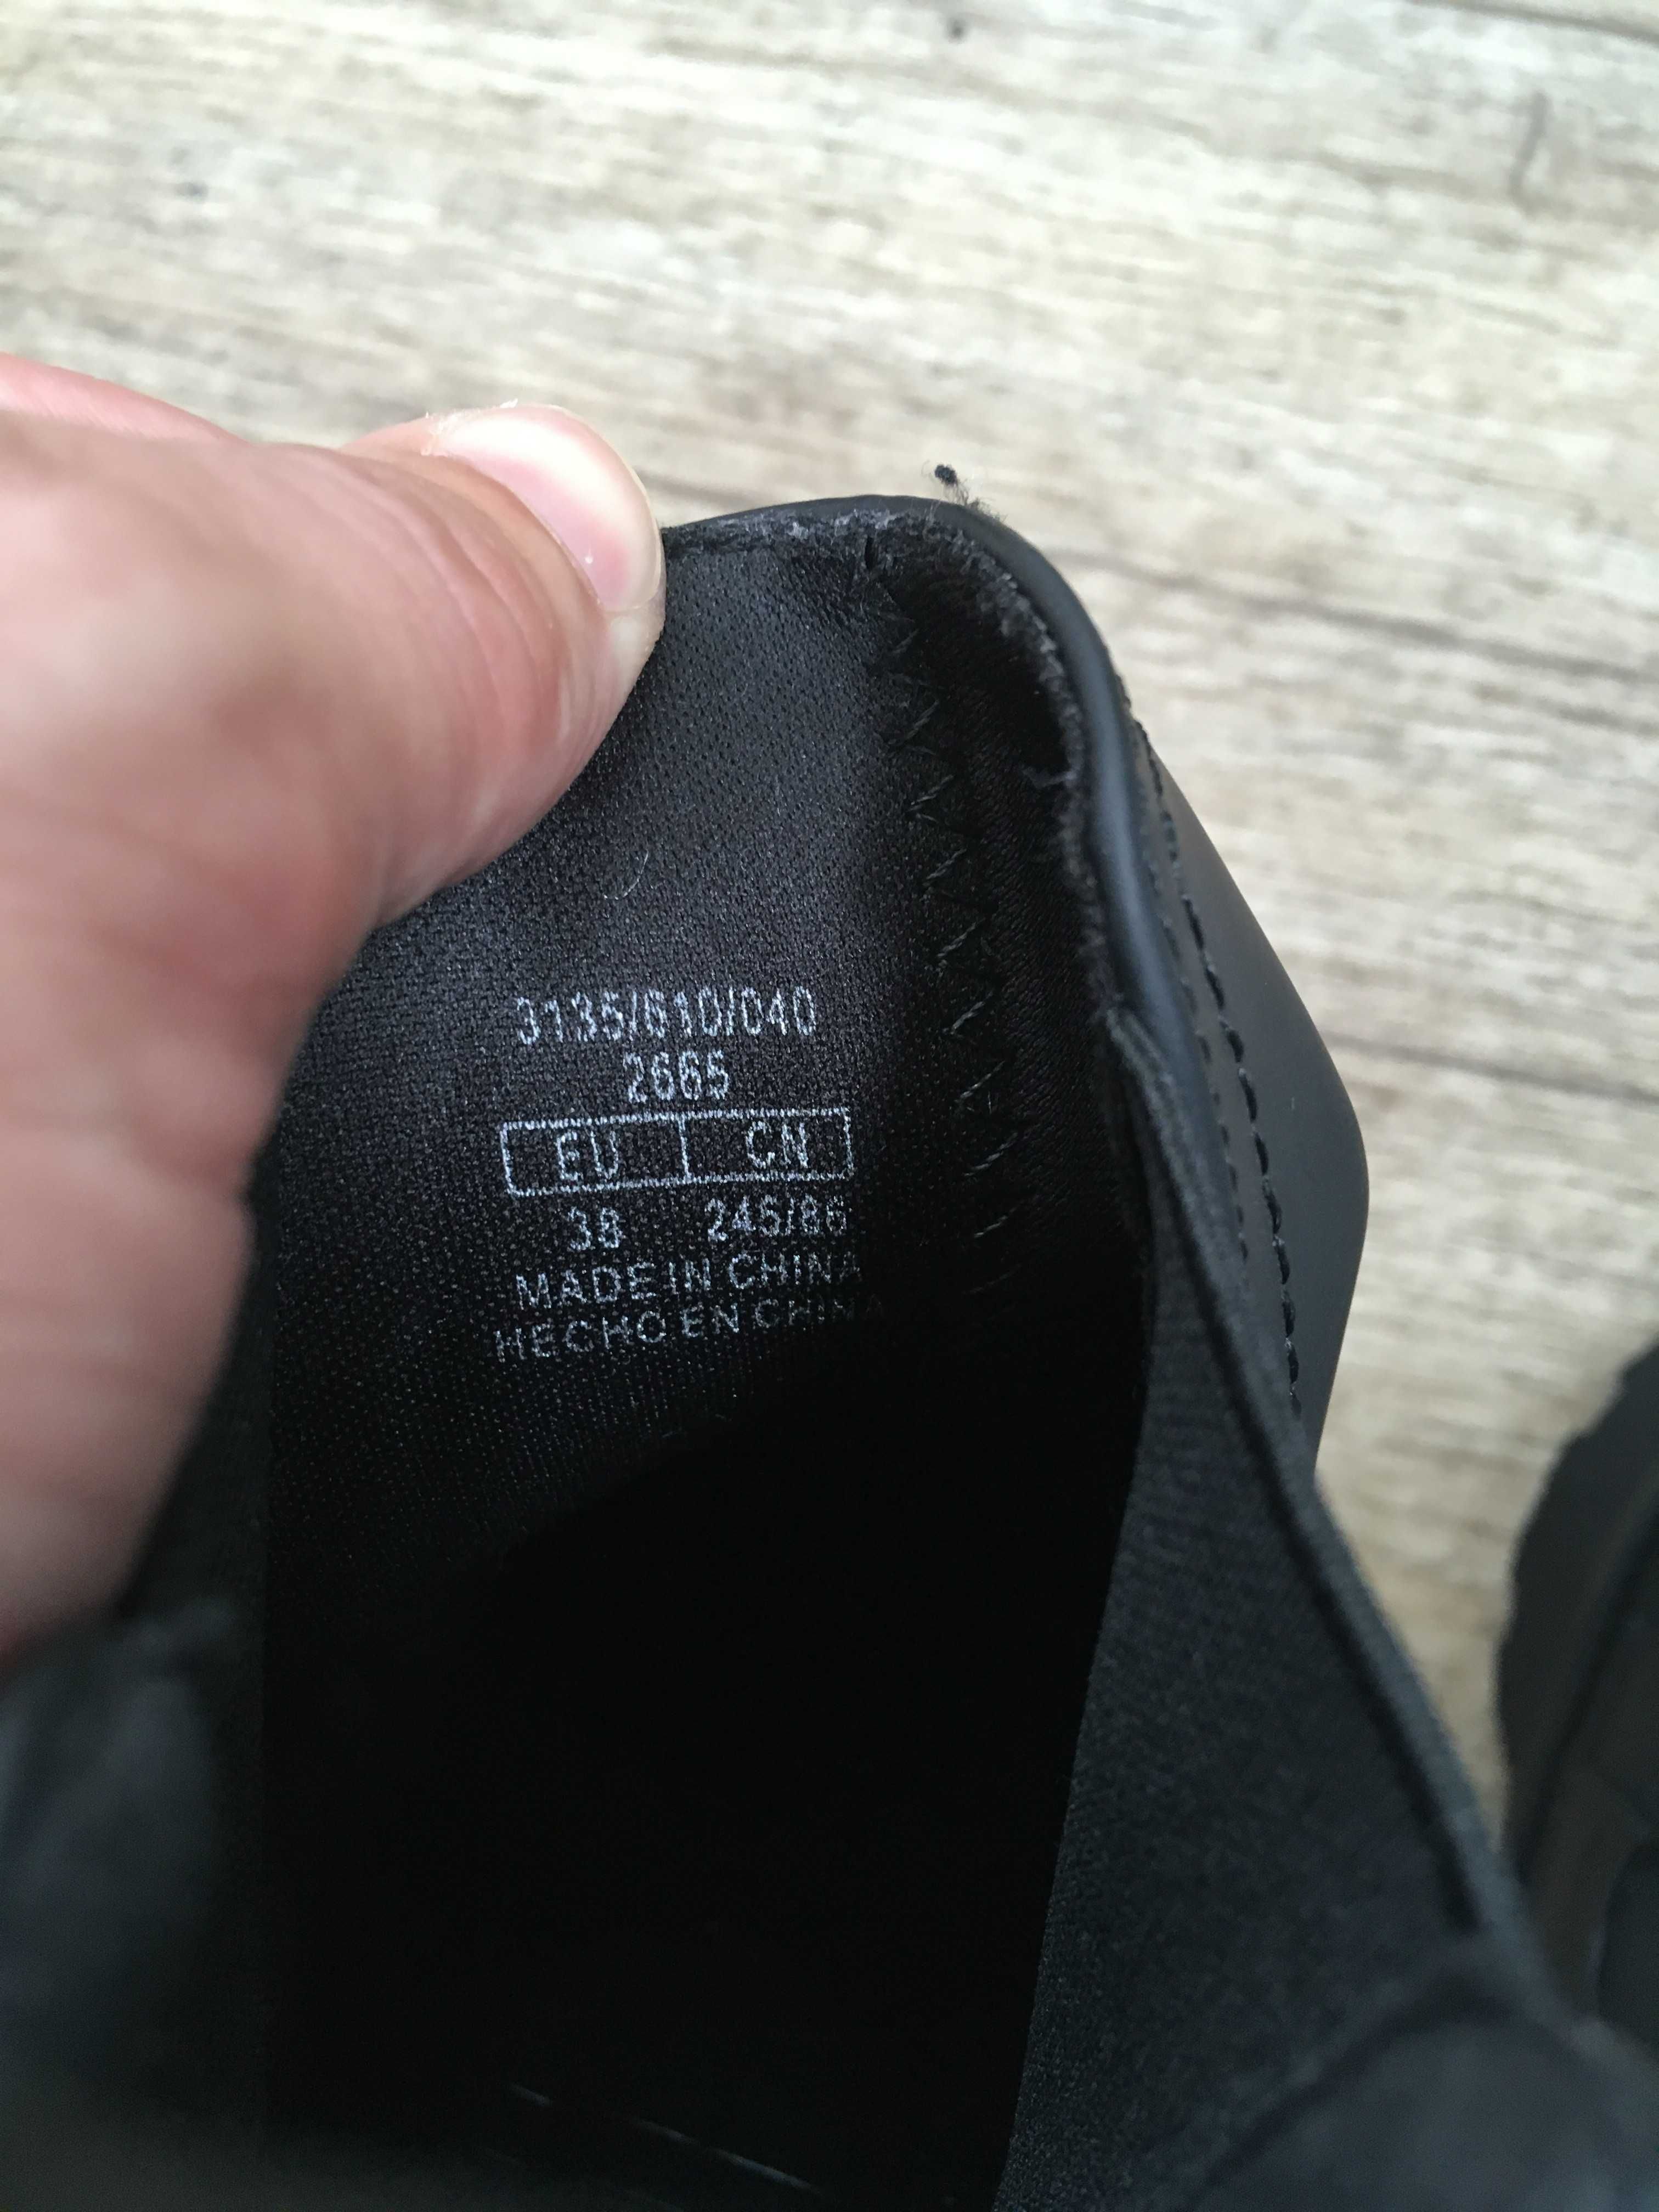 3135/610/040
2665
EU CN
38 245/86
MADE IN CHINA
HECHO EN CHINA